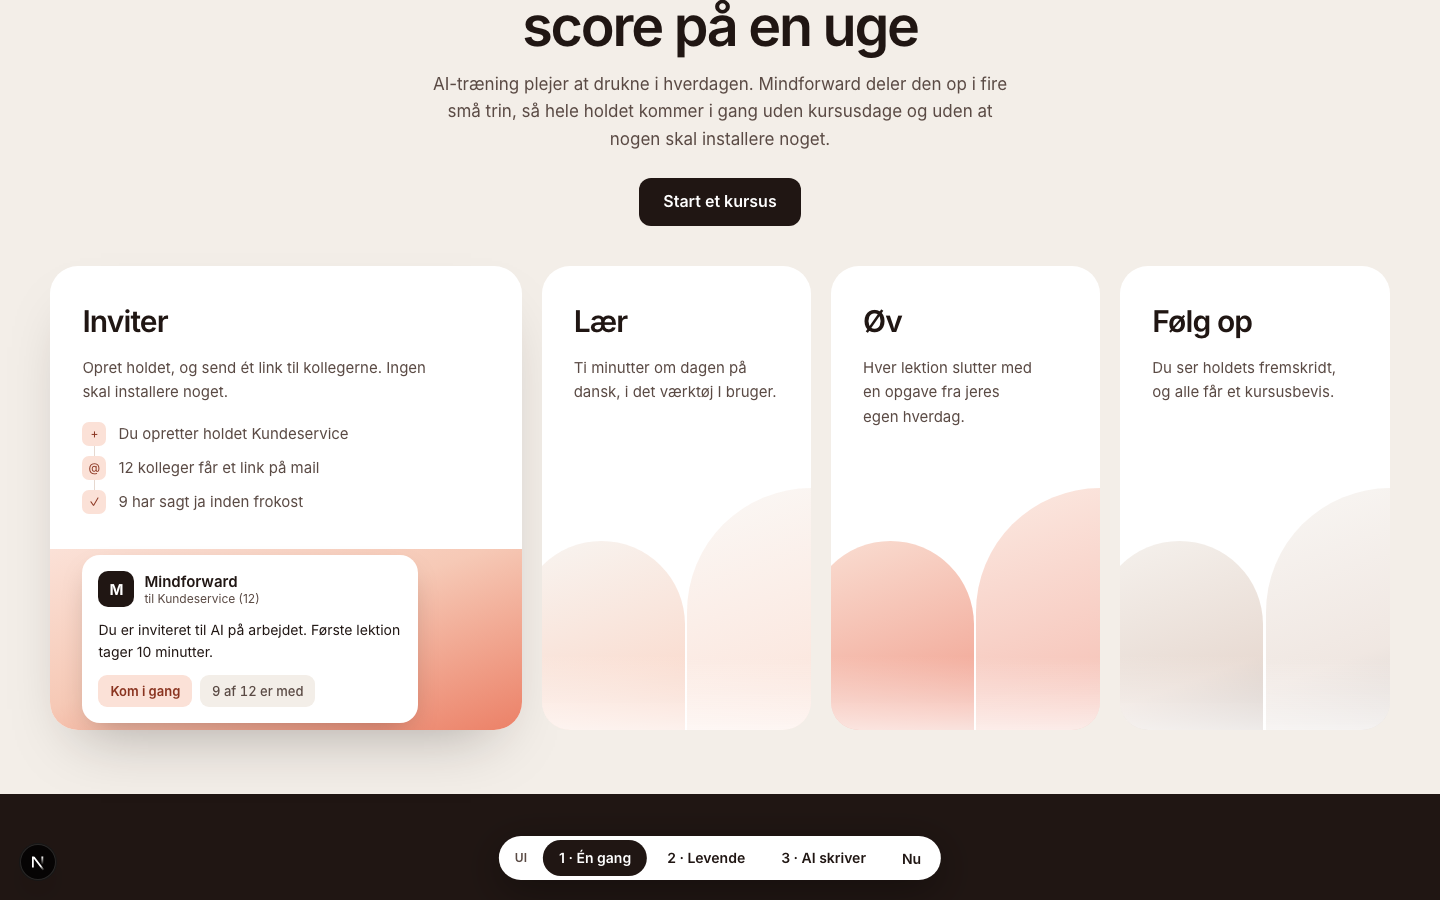 score på en uge
AI-træning plejer at drukne i hverdagen. Mindforward deler den op i fire
små trin, så hele holdet kommer i gang uden kursusdage og uden at
nogen skal installere noget.
Start et kursus
Inviter
Opret holdet, og send ét link til kollegerne. Ingen
skal installere noget.
+ Du opretter holdet Kundeservice
@ 12 kolleger får et link på mail
✓ 9 har sagt ja inden frokost
M
Mindforward
til Kundeservice (12)
Du er inviteret til AI på arbejdet. Første lektion
tager 10 minutter.
Kom i gang
9 af 12 er med
Lær
Ti minutter om dagen på
dansk, i det værktøj I bruger.
Øv
Hver lektion slutter med
en opgave fra jeres
egen hverdag.
Følg op
Du ser holdets fremskridt,
og alle får et kursusbevis.
N
UI
1 · Én gang
2 · Levende
3 · AI skriver
Nu